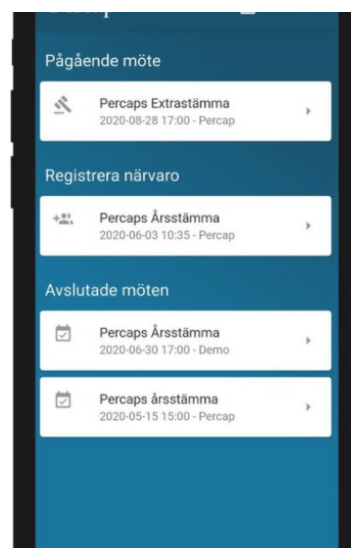 Pågående möte
Percaps Extrastämma
2020-08-28 17:00 - Percap
Registrera närvaro
Percaps Årsstämma
2020-06-03 10:35 - Percap
Avslutade möten
Percaps Årsstämma
2020-06-30 17:00 - Demo
Percaps årsstämma
2020-05-15 15:00 - Percap